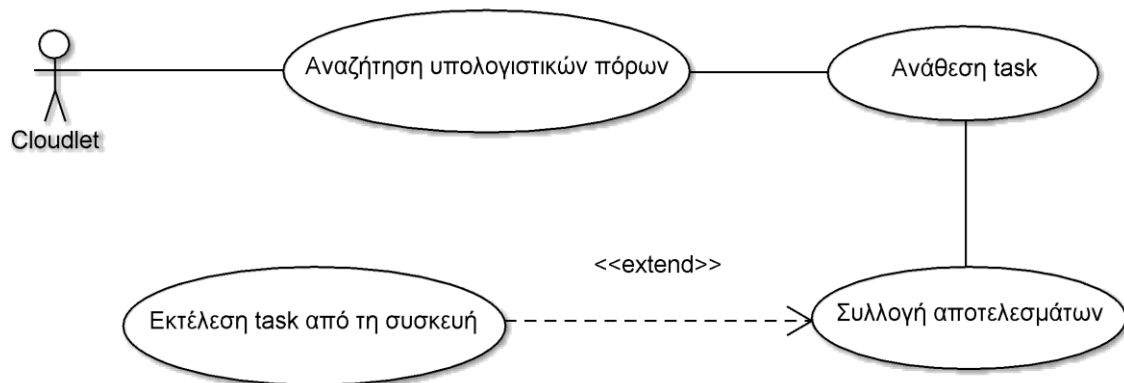 Αναζήτηση υπολογιστικών πόρων
Ανάθεση task
Cloudlet
<<extend>>
Εκτέλεση task από τη συσκευή
Συλλογή αποτελεσμάτων